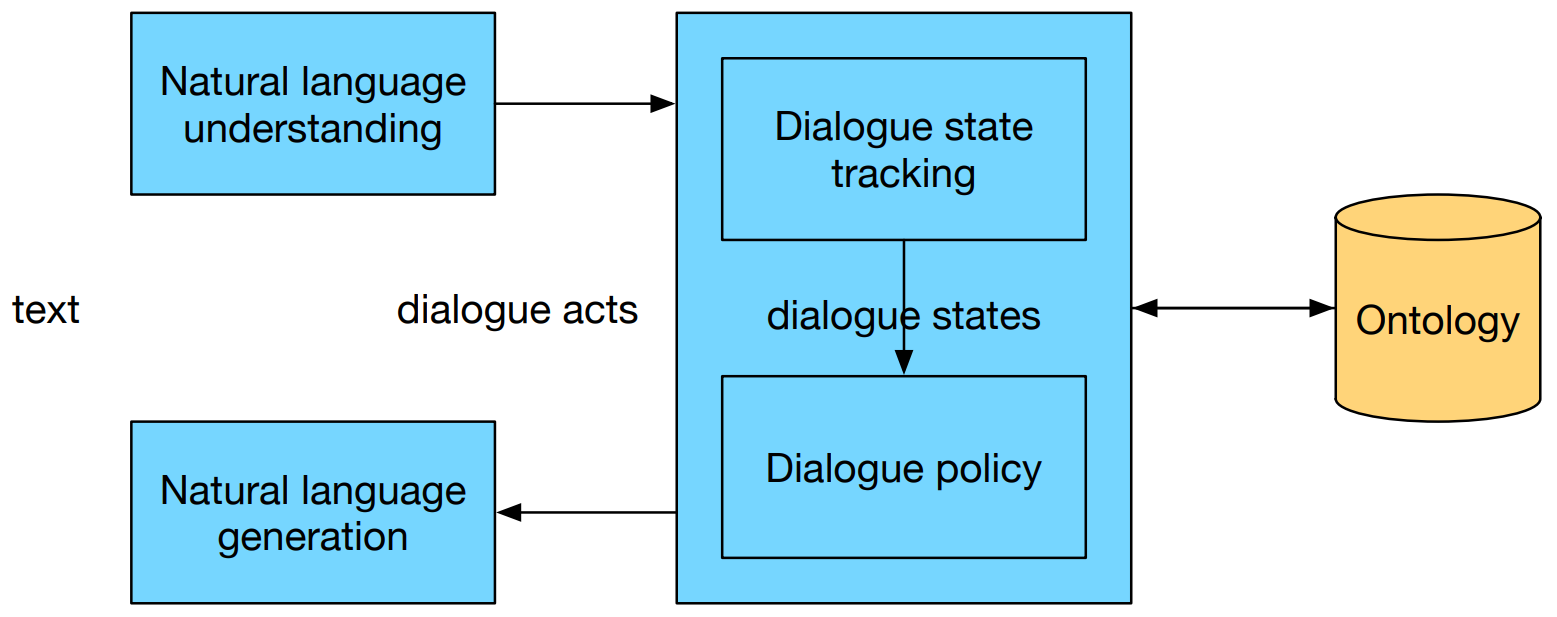 Natural language
understanding
Dialogue state
tracking
text
dialogue acts
dialogue states
Ontology
Natural language
generation
Dialogue policy